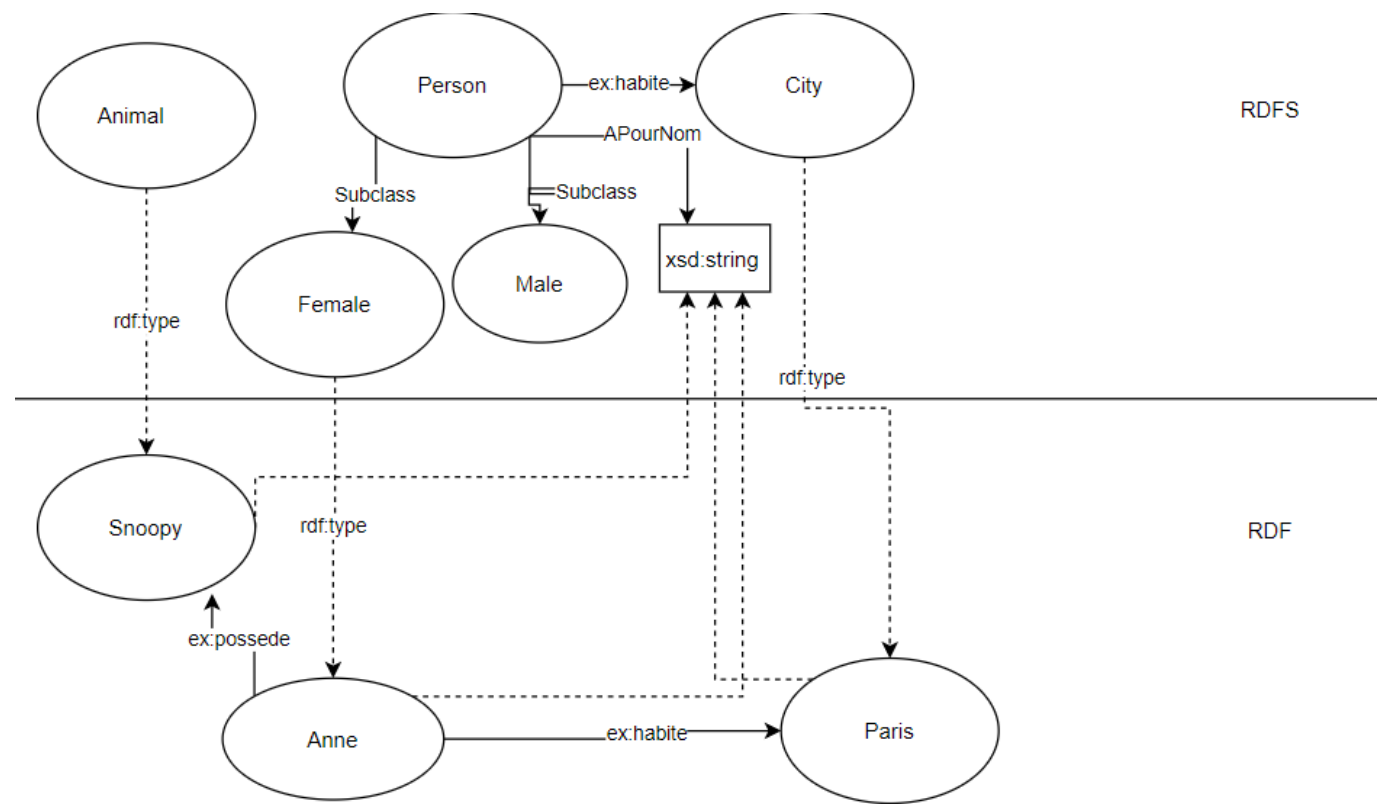 Person
ex:habite
City
Animal
RDFS
APourNom
Subclass
Subclass
xsd:string
Male
Female
rdf:type
rdf:type
Snoopy
rdf:type
RDF
ex:possede
Anne
ex:habite
Paris